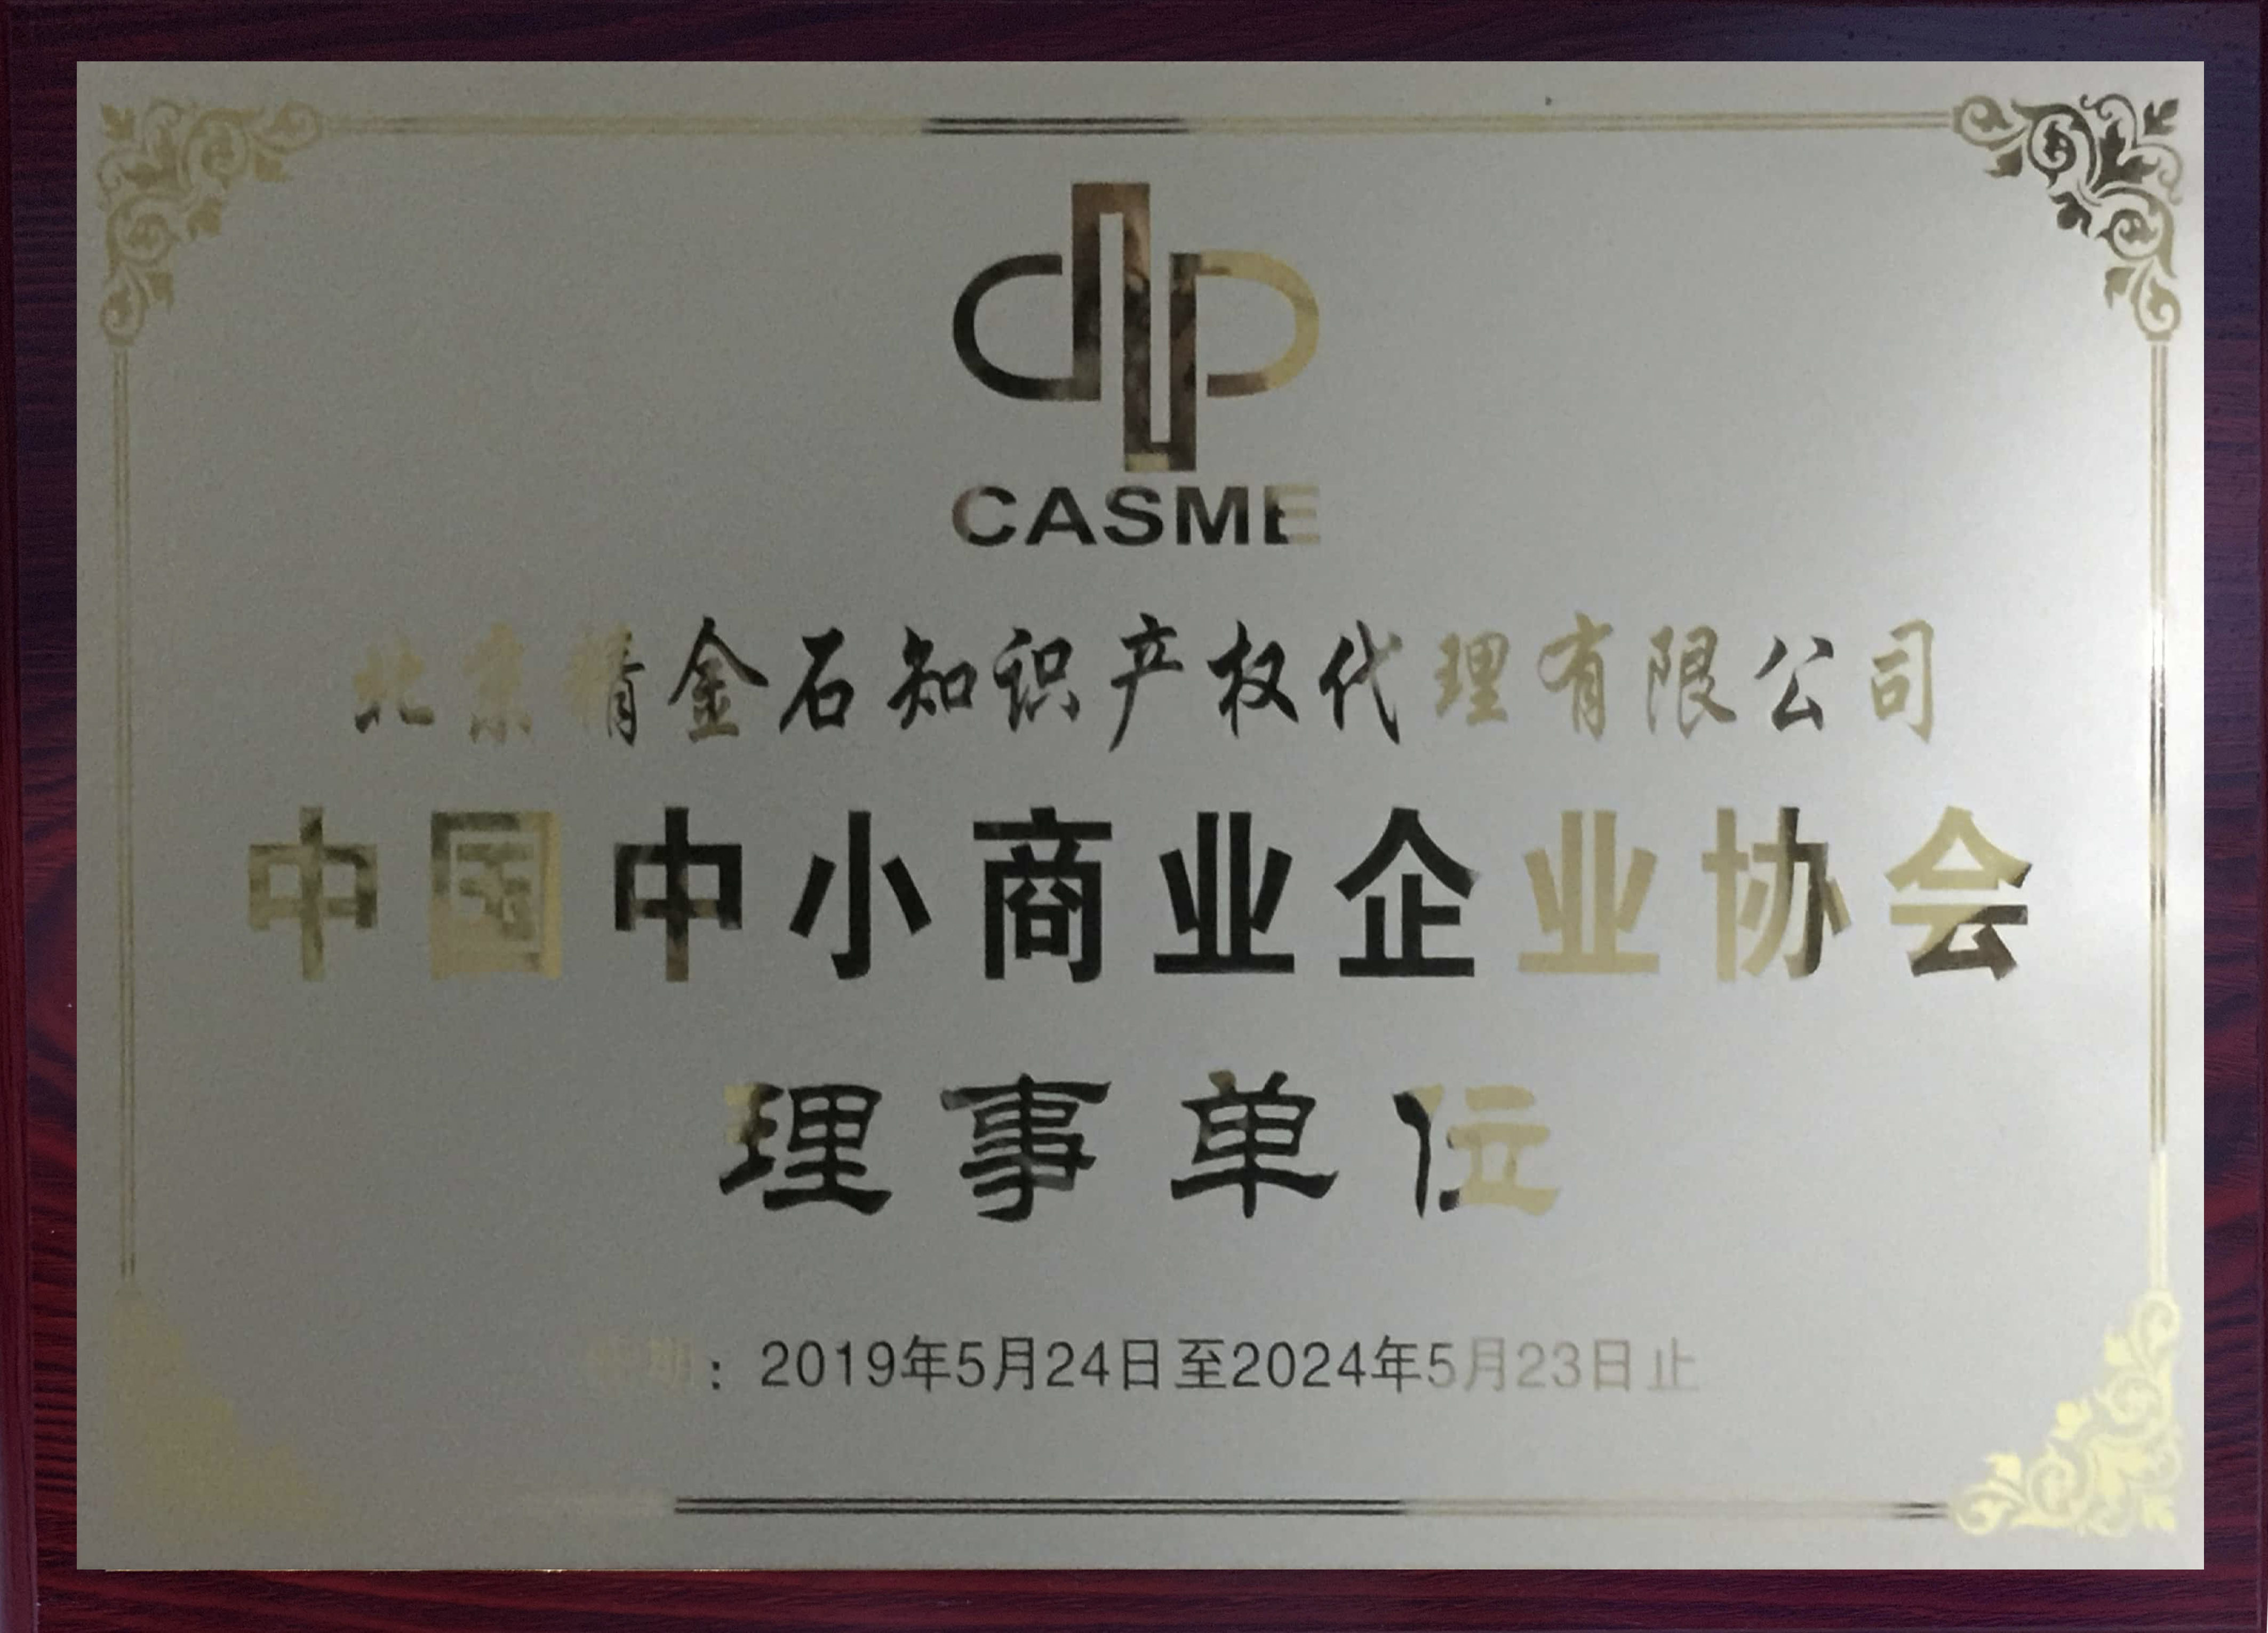 CASME
北京精金石知识产权代理有限公司
中国中小商业企业协会
理事单位
：2019年5月24日至2024年5月23日止